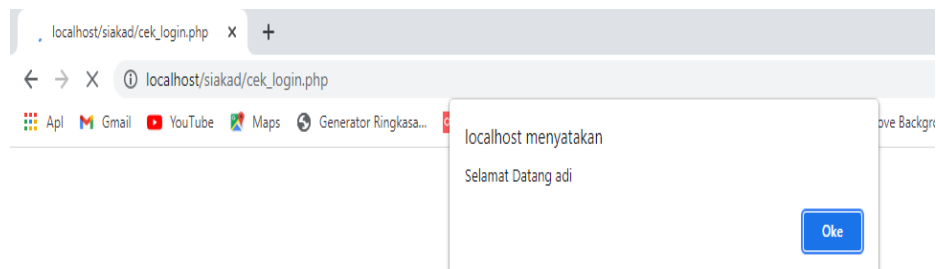 localhost/siakad/cek_login.php
localhost/siakad/cek_login.php
Apl Gmail YouTube Maps Generator Ringkasa... ove Backgr
localhost menyatakan
Selamat Datang adi
Oke